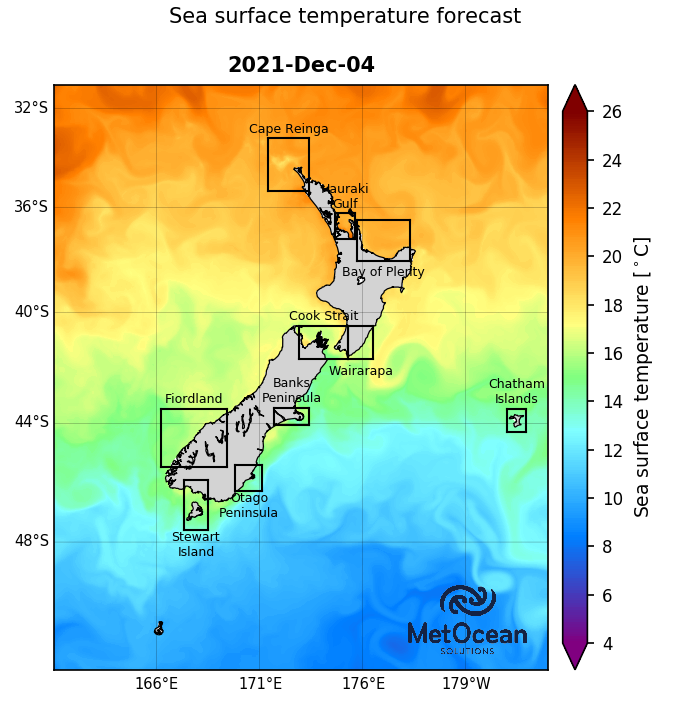 Sea surface temperature forecast
2021-Dec-04
32°S
36°S
40°S
44°S
48°S
Cape Reinga
Hauraki
Gulf
Bay of Plenty
Cook Strait
Wairarapa
Banks
Peninsula
Fiordland
Chatham
Islands
Otago
Peninsula
Stewart
Island
MetOcean
SOLUTIONS
166°E
171°E
176°E
179°W
26
24
22
20
18
16
14
12
10
8
6
4
Sea surface temperature [°C]